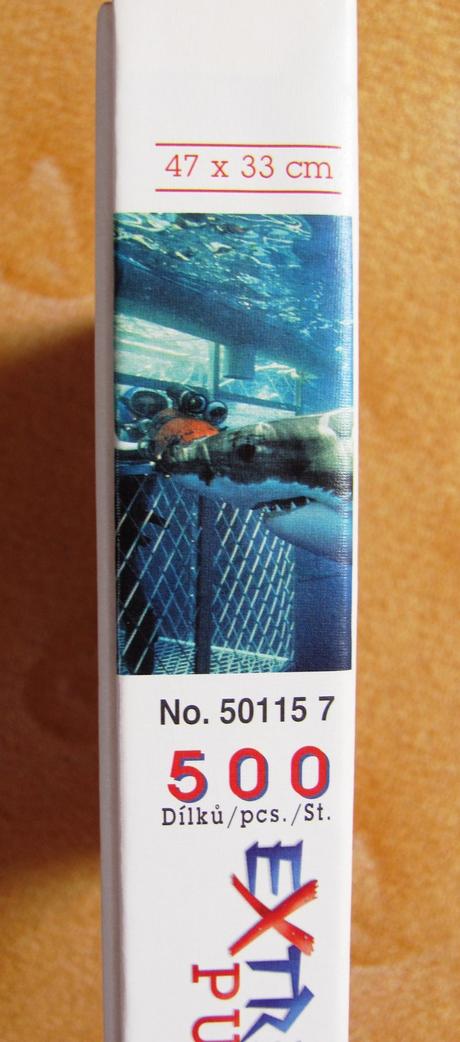 47 x 33 cm
No. 50115 7
500
Dílků/pcs./St.